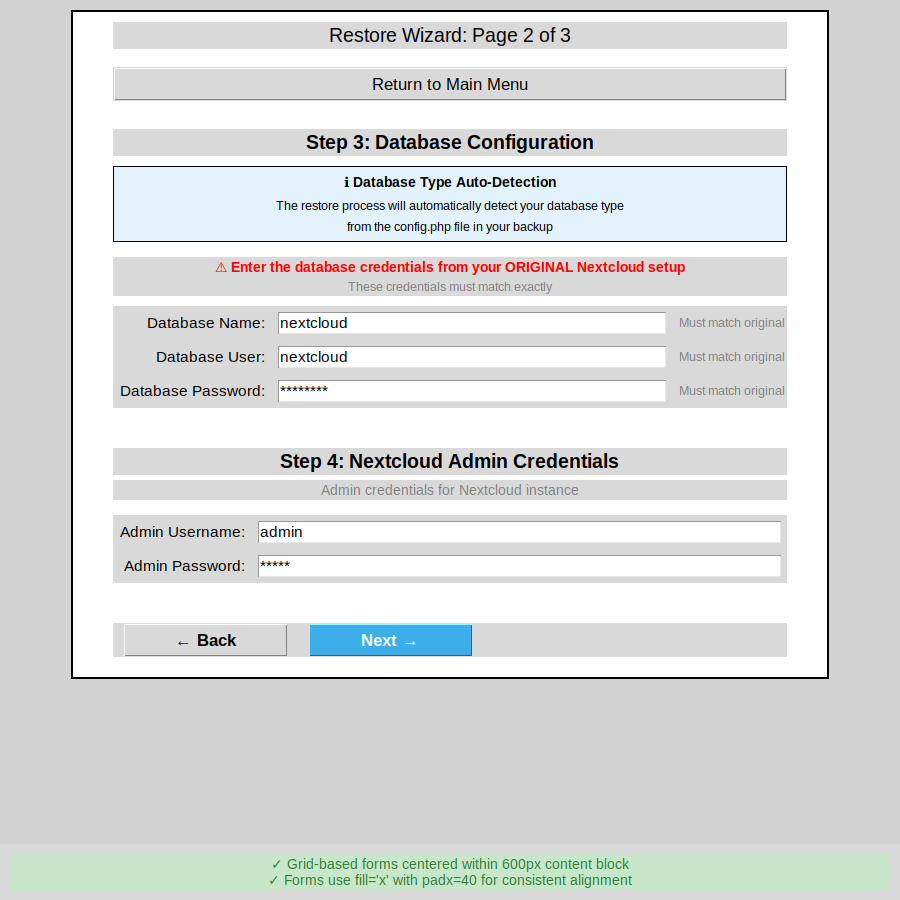 Restore Wizard: Page 2 of 3
Return to Main Menu
Step 3: Database Configuration
ℹ Database Type Auto-Detection
The restore process will automatically detect your database type
from the config.php file in your backup
⚠ Enter the database credentials from your ORIGINAL Nextcloud setup
These credentials must match exactly
Database Name: nextcloud Must match original
Database User: nextcloud Must match original
Database Password: ******** Must match original
Step 4: Nextcloud Admin Credentials
Admin credentials for Nextcloud instance
Admin Username: admin
Admin Password: *****
← Back Next →
✓ Grid-based forms centered within 600px content block
✓ Forms use fill='x' with padx=40 for consistent alignment